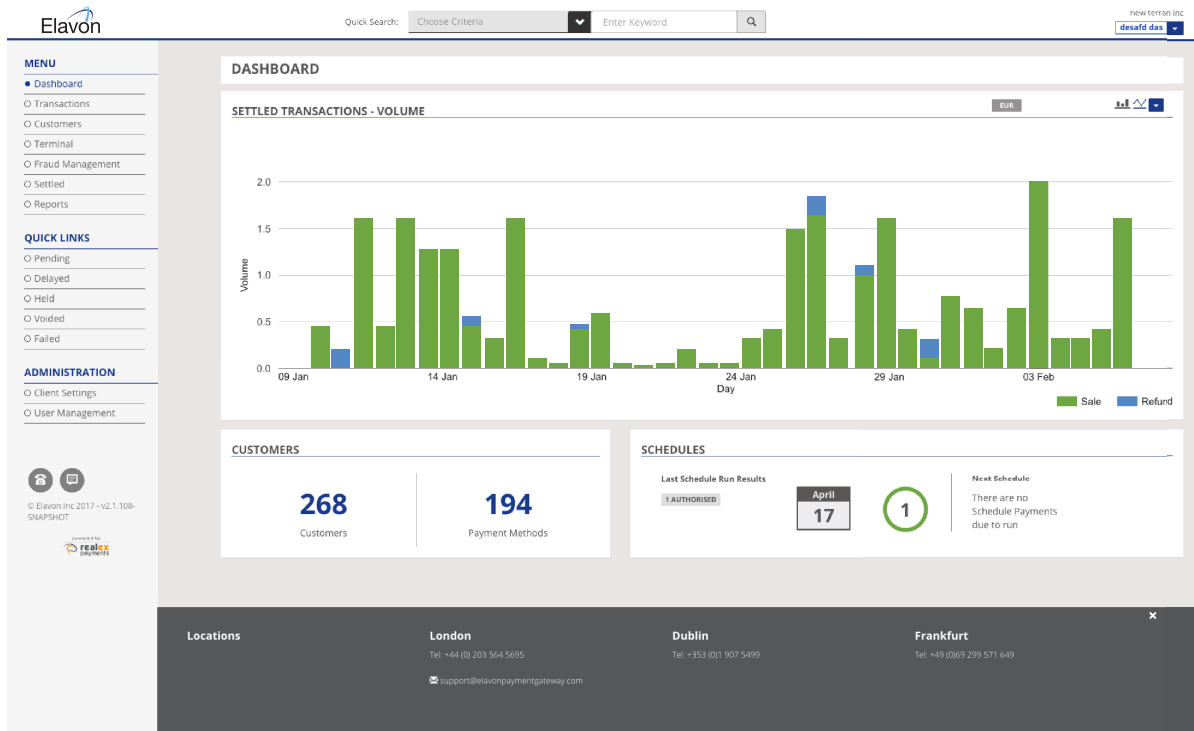 Elavon
Quick Search:
Choose Criteria
Enter Keyword
new terran inc
desafd das
MENU
Dashboard
Transactions
Customers
Terminal
Fraud Management
Settled
Reports
QUICK LINKS
Pending
Delayed
Held
Voided
Failed
ADMINISTRATION
Client Settings
User Management
© Elavon Inc 2017 - v2.1.108-
SNAPSHOT
powered by
realex
payments
DASHBOARD
SETTLED TRANSACTIONS - VOLUME
EUR
2.0
1.5
1.0
0.5
0.0
Volume
09 Jan
14 Jan
19 Jan
24 Jan
29 Jan
03 Feb
Day
Sale
Refund
CUSTOMERS
268
Customers
194
Payment Methods
SCHEDULES
Last Schedule Run Results
1 AUTHORISED
April
17
1
Next Schedule
There are no
Schedule Payments
due to run
Locations
London
Tel: +44 (0) 203 564 5695
support@elavonpaymentgateway.com
Dublin
Tel: +353 (0)1 907 5499
Frankfurt
Tel: +49 (0)69 299 571 649